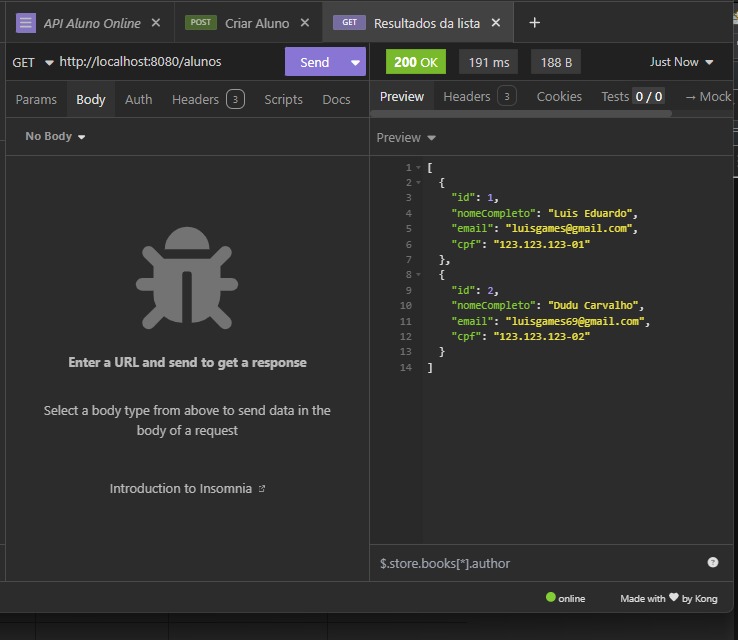 API Aluno Online
POST Criar Aluno
GET Resultados da lista
GET http://localhost:8080/alunos Send
200 OK 191 ms 188 B Just Now
Params Body Auth Headers 3 Scripts Docs
Preview Headers 3 Cookies Tests 0 / 0 → Mock
No Body
Preview
Enter a URL and send to get a response
Select a body type from above to send data in the
body of a request
Introduction to Insomnia
1 [
2 {
3 "id": 1,
4 "nomeCompleto": "Luis Eduardo",
5 "email": "luisgames@gmail.com",
6 "cpf": "123.123.123-01"
7 },
8 {
9 "id": 2,
10 "nomeCompleto": "Dudu Carvalho",
11 "email": "luisgames69@gmail.com",
12 "cpf": "123.123.123-02"
13 }
14 ]
$.store.books[*].author
online Made with ♥ by Kong